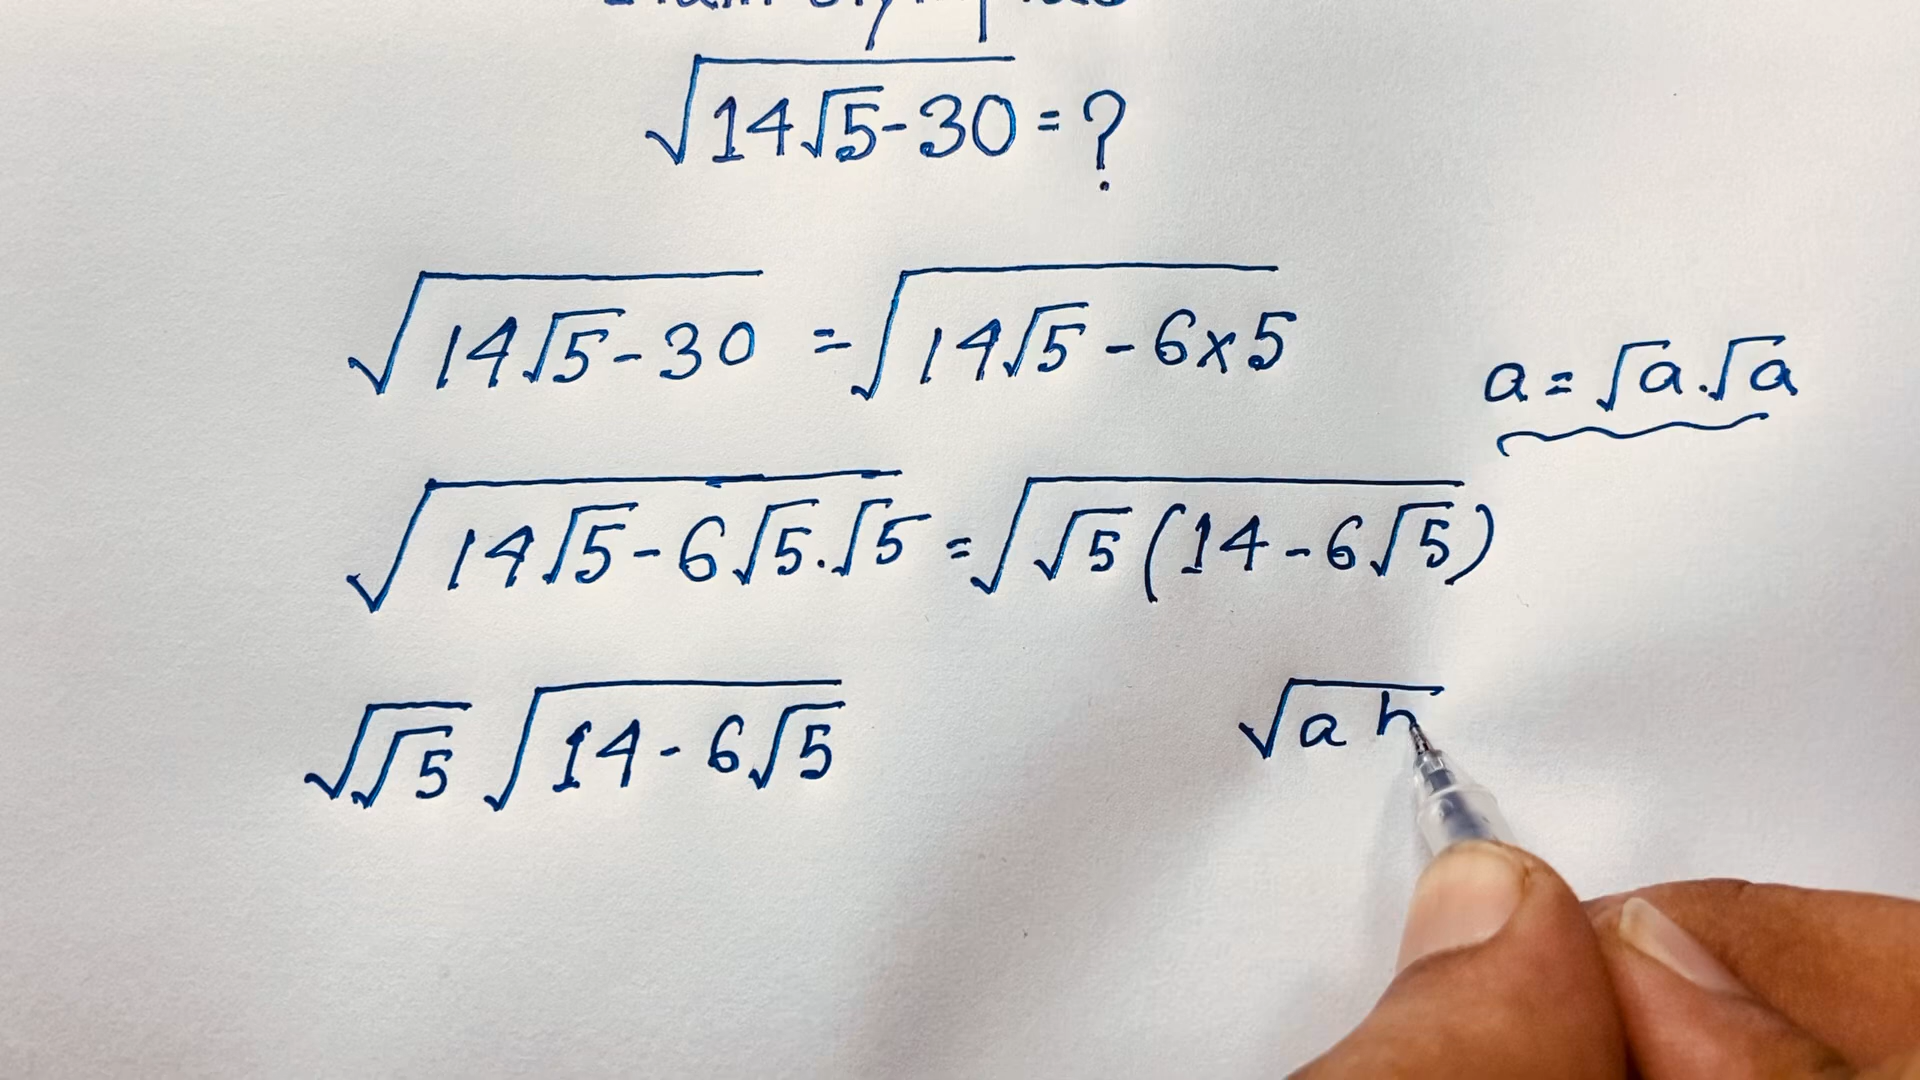 √(14√5-30) = ?
√(14√5-30) = √(14√5-6x5)
a = √a.√a
√(14√5-6√5.√5) = √(√5(14-6√5))
√√5 √(14-6√5)
√a